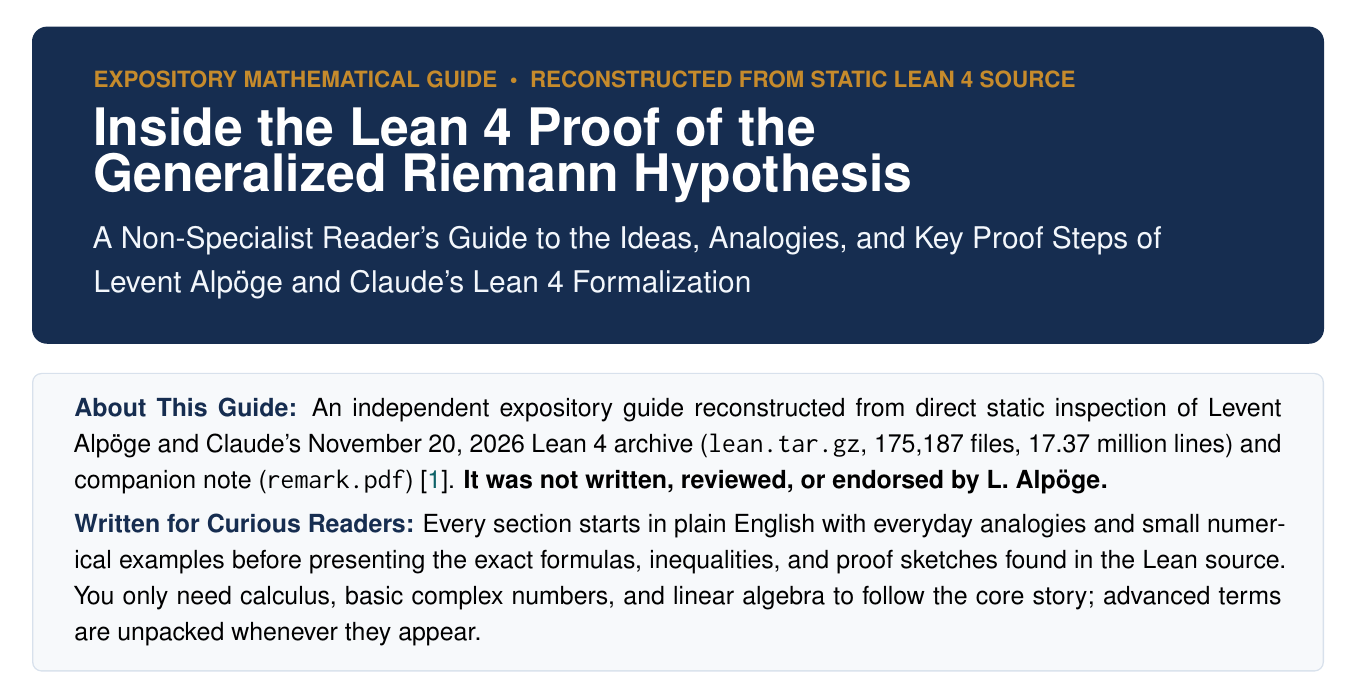 EXPOSITORY MATHEMATICAL GUIDE • RECONSTRUCTED FROM STATIC LEAN 4 SOURCE
Inside the Lean 4 Proof of the
Generalized Riemann Hypothesis
A Non-Specialist Reader’s Guide to the Ideas, Analogies, and Key Proof Steps of
Levent Alpöge and Claude’s Lean 4 Formalization
About This Guide: An independent expository guide reconstructed from direct static inspection of Levent
Alpöge and Claude’s November 20, 2026 Lean 4 archive (lean.tar.gz, 175,187 files, 17.37 million lines) and
companion note (remark.pdf) [1]. It was not written, reviewed, or endorsed by L. Alpöge.
Written for Curious Readers: Every section starts in plain English with everyday analogies and small numer-
ical examples before presenting the exact formulas, inequalities, and proof sketches found in the Lean source.
You only need calculus, basic complex numbers, and linear algebra to follow the core story; advanced terms
are unpacked whenever they appear.